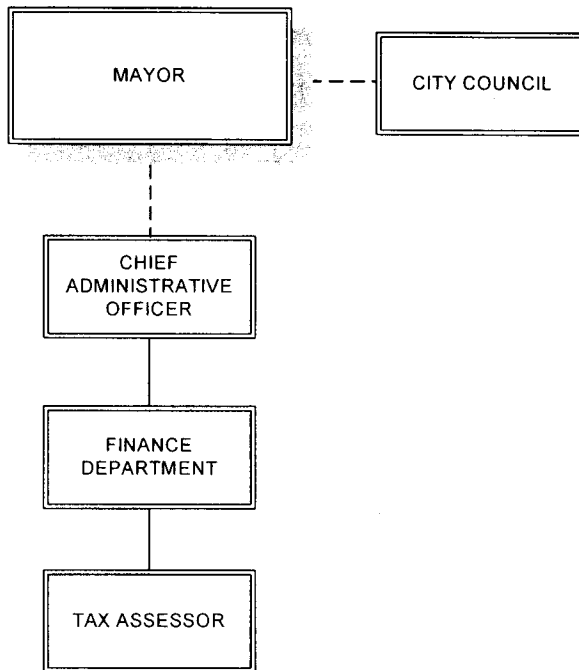 MAYOR
CITY COUNCIL
CHIEF
ADMINISTRATIVE
OFFICER
FINANCE
DEPARTMENT
TAX ASSESSOR